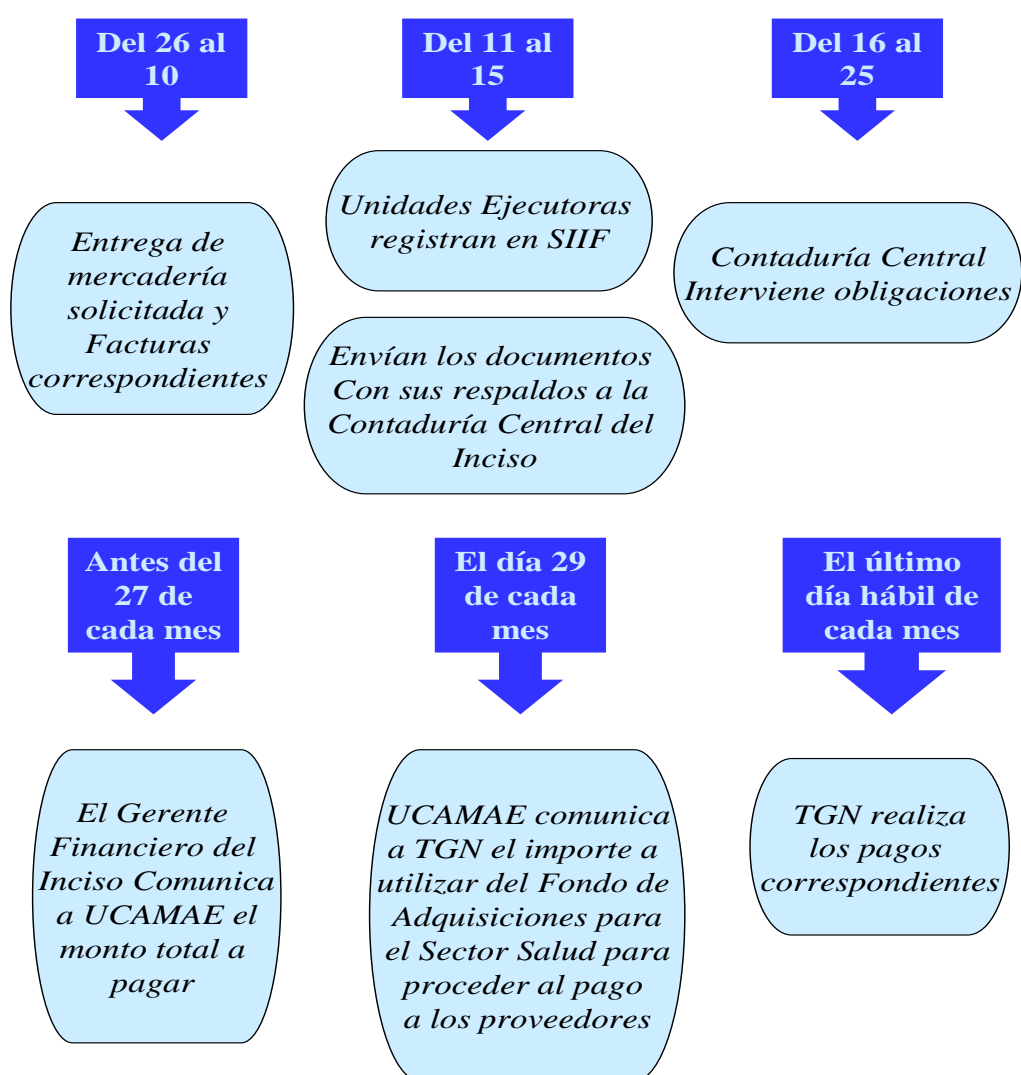 Del 26 al
10
Entrega de
mercadería
solicitada y
Facturas
correspondientes
Del 11 al
15
Unidades Ejecutoras
registran en SIIF
Envían los documentos
Con sus respaldos a la
Contaduría Central del
Inciso
Del 16 al
25
Contaduría Central
Interviene obligaciones
Antes del
27 de
cada mes
El Gerente
Financiero del
Inciso Comunica
a UCAMAE el
monto total a
pagar
El día 29
de cada
mes
UCAMAE comunica
a TGN el importe a
utilizar del Fondo de
Adquisiciones para
el Sector Salud para
proceder al pago
a los proveedores
El último
día hábil de
cada mes
TGN realiza
los pagos
correspondientes